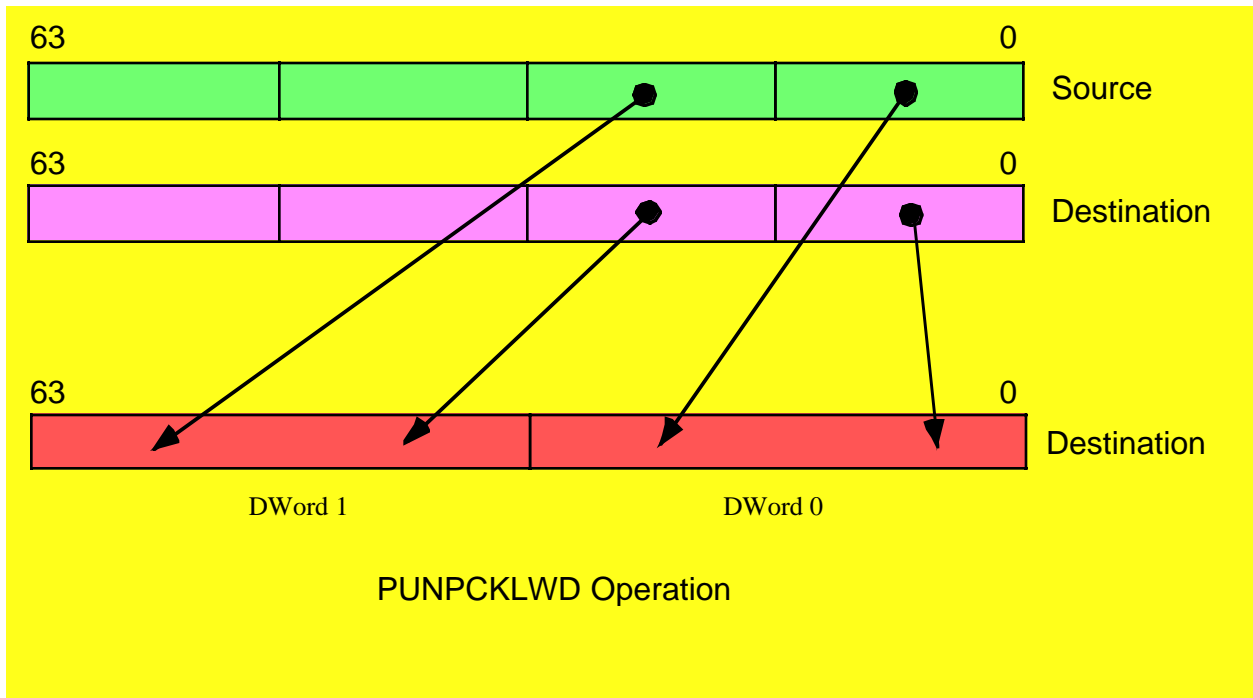 63 0
Source
63 0
Destination
63 0
Destination
DWord 1 DWord 0
PUNPCKLWD Operation